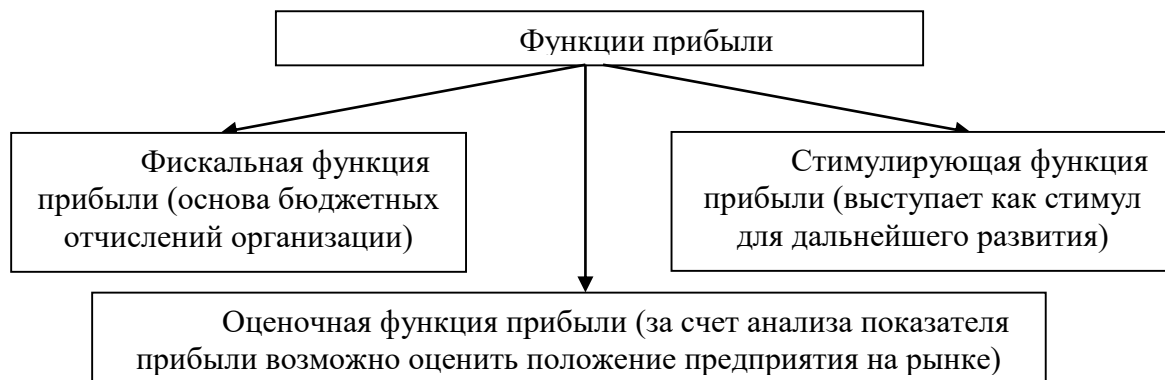 Функции прибыли
Фискальная функция
прибыли (основа бюджетных
отчислений организации)
Стимулирующая функция
прибыли (выступает как стимул
для дальнейшего развития)
Оценочная функция прибыли (за счет анализа показателя
прибыли возможно оценить положение предприятия на рынке)